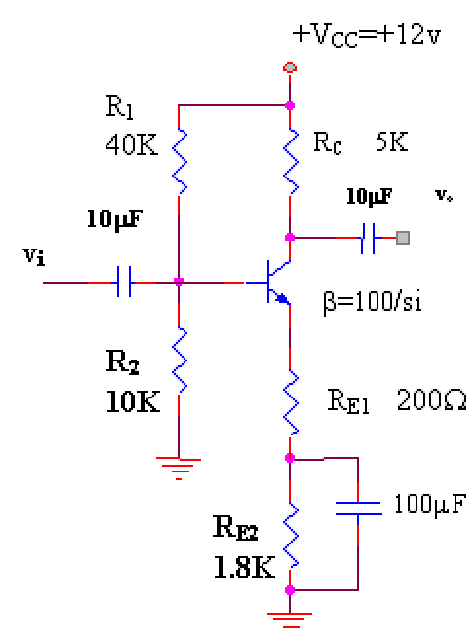 +VCC=+12v
R1
40K
RC 5K
10µF
10µF vo
vi
β=100/si
R2
10K
RE1 200Ω
100µF
RE2
1.8K